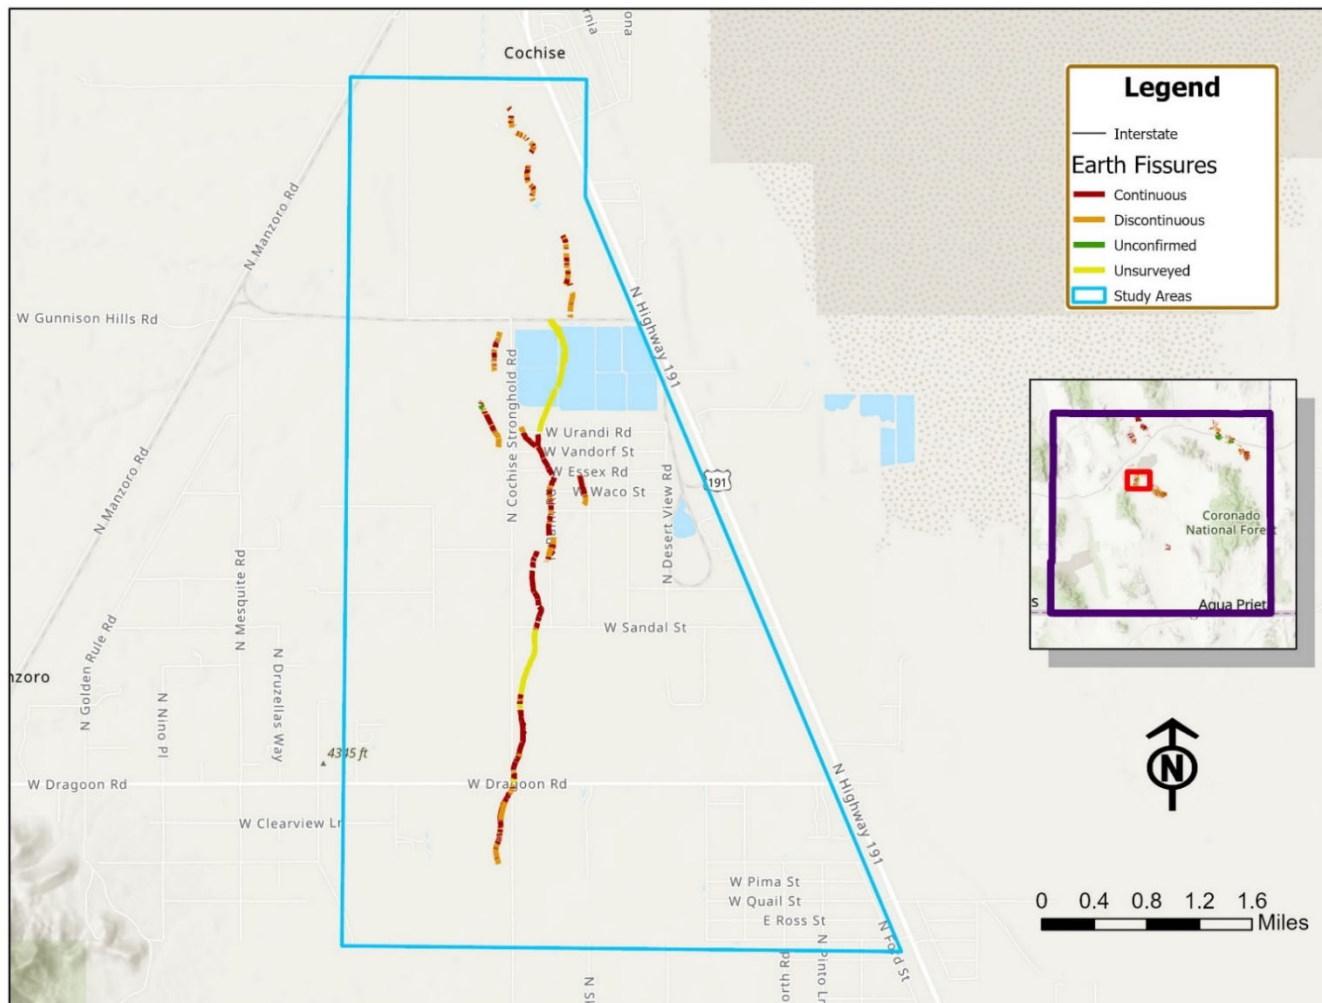 Cochise
Legend
Interstate
Earth Fissures
Continuous
Discontinuous
Unconfirmed
Unsurveyed
Study Areas
N Manzoro Rd
W Gunnison Hills Rd
N Highway 191
N Cochise Stronghold Rd
W Urandi Rd
W Vandorf St
W Essex Rd
W Waco St
191
N Desert View Rd
N Manzoro Rd
Coronado
National Forest
Agua Priet
S
N Mesquite Rd
W Sandal St
N Golden Rule Rd
N Druzellas Way
N Nino Pl
nzoro
4345 ft
W Dragoon Rd
W Dragoon Rd
N Highway 191
N
W Clearview Ln
W Pima St
W Quail St
E Ross St
N Ford St
N Pinto Ln
orth Rd
0 0.4 0.8 1.2 1.6
Miles